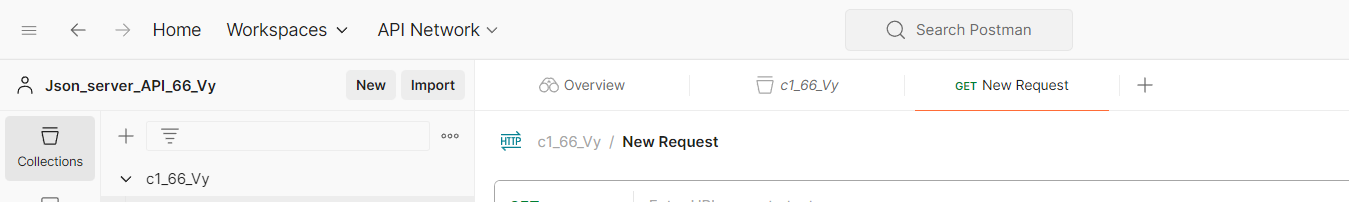 Home Workspaces API Network Search Postman
Json_server_API_66_Vy New Import Overview c1_66_Vy GET New Request
HTTP c1_66_Vy / New Request
Collections
c1_66_Vy